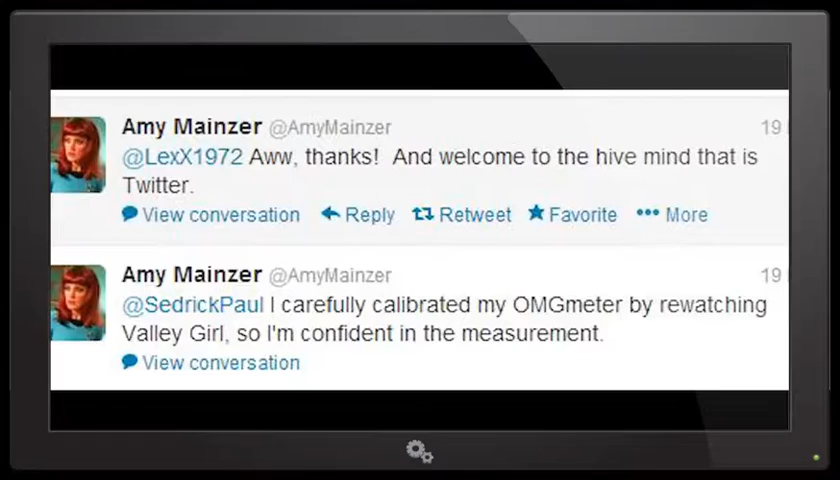 Amy Mainzer @AmyMainzer 19
@LexX1972 Aww, thanks! And welcome to the hive mind that is
Twitter.
View conversation Reply Retweet Favorite More
Amy Mainzer @AmyMainzer 19
@SedrickPaul I carefully calibrated my OMGmeter by rewatching
Valley Girl, so I'm confident in the measurement.
View conversation